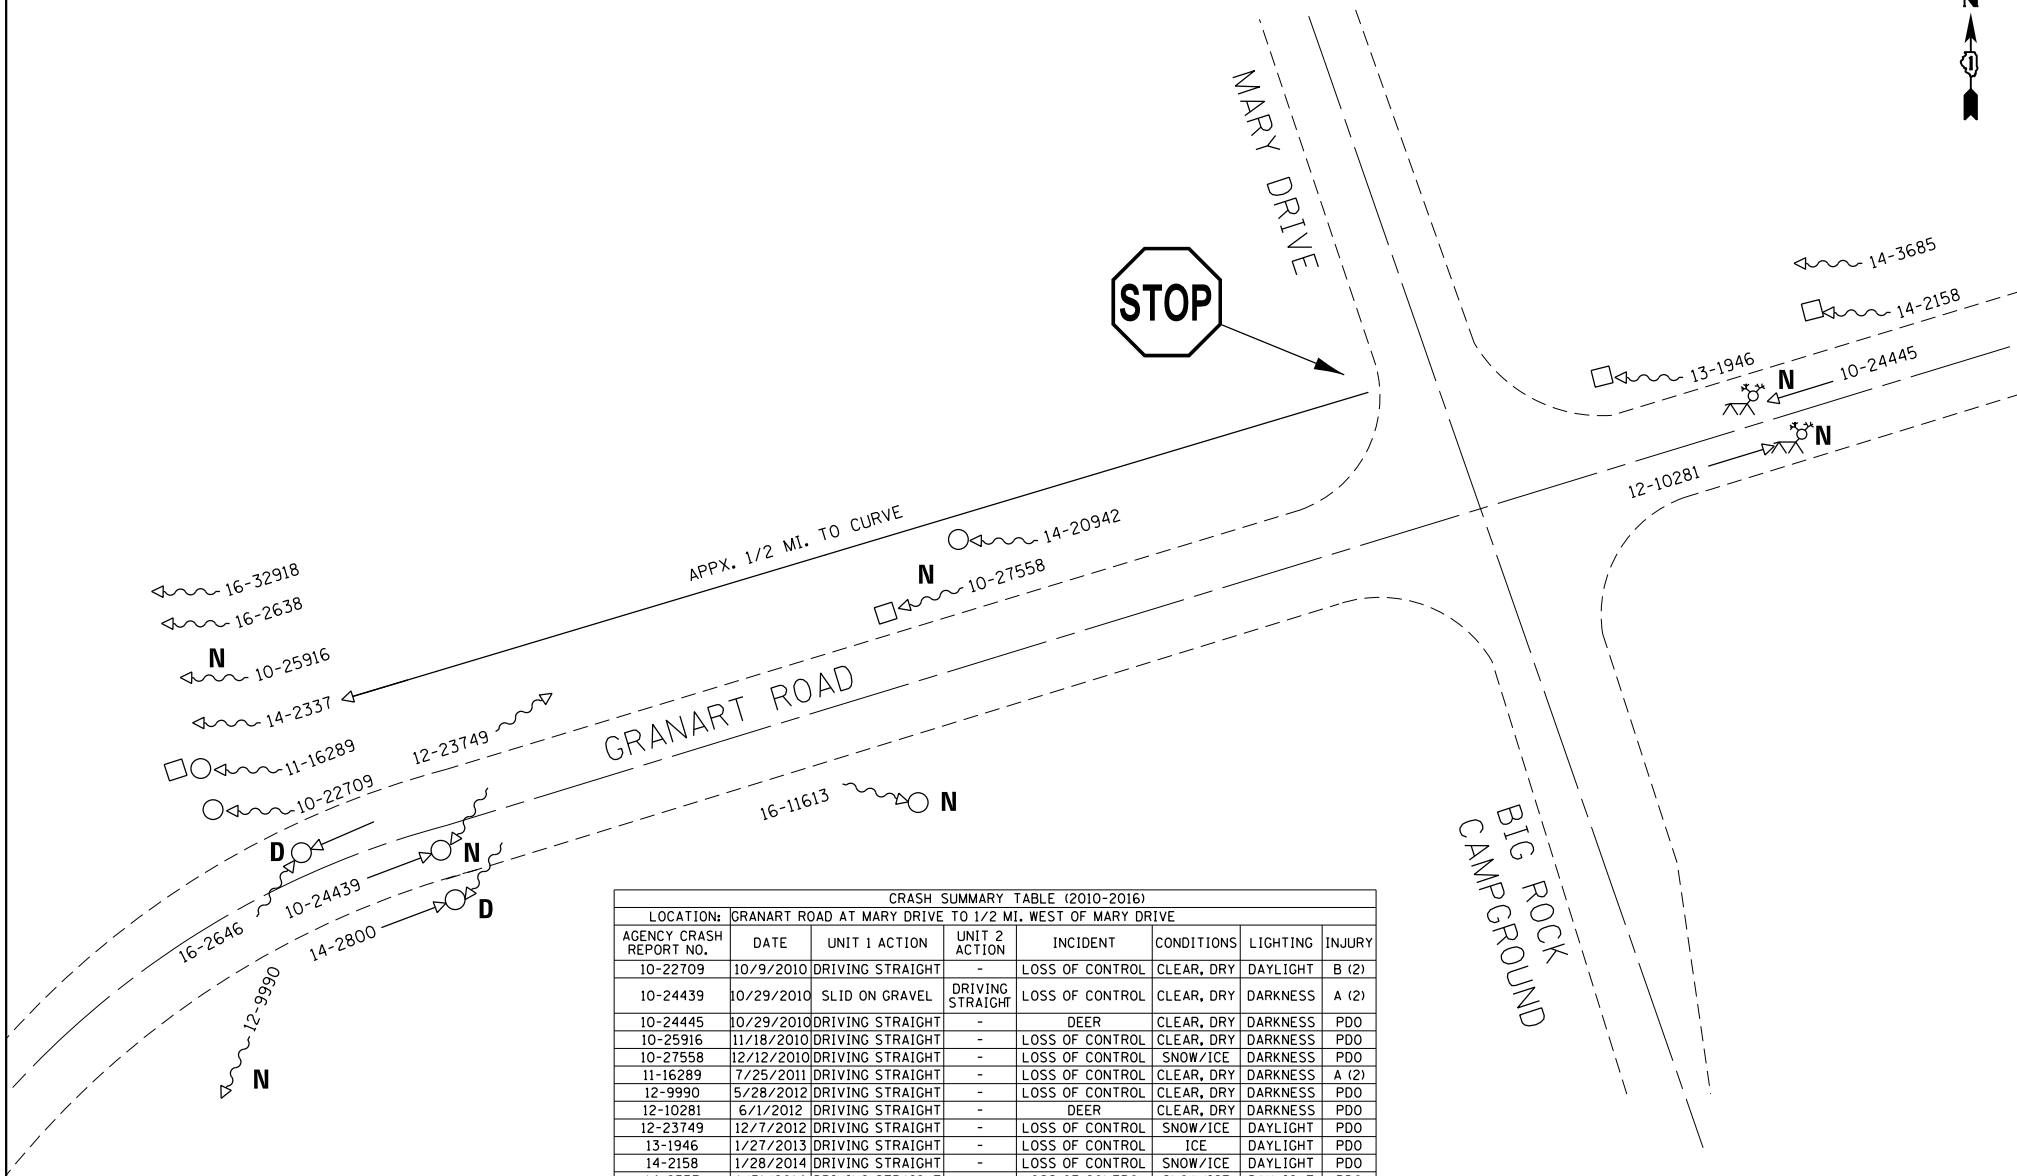 N
1
MARY DRIVE
STOP
14-3685
14-2158
13-1946
N
10-24445
N
12-10281
APPX. 1/2 MI. TO CURVE
14-20942
N
10-27558
16-32918
16-2638
N
10-25916
14-2337
12-23749
11-16289
10-22709
GRANART ROAD
16-11613
N
D
N
10-24439
D
16-2646
14-2800
12-9990
N
BIG ROCK
CAMPGROUND
CRASH SUMMARY TABLE (2010-2016)
LOCATION: GRANART ROAD AT MARY DRIVE TO 1/2 MI. WEST OF MARY DRIVE
AGENCY CRASH REPORT NO. DATE UNIT 1 ACTION UNIT 2 ACTION INCIDENT CONDITIONS LIGHTING INJURY
10-22709 10/9/2010 DRIVING STRAIGHT - LOSS OF CONTROL CLEAR, DRY DAYLIGHT B (2)
10-24439 10/29/2010 SLID ON GRAVEL DRIVING STRAIGHT LOSS OF CONTROL CLEAR, DRY DARKNESS A (2)
10-24445 10/29/2010 DRIVING STRAIGHT - DEER CLEAR, DRY DARKNESS PDO
10-25916 11/18/2010 DRIVING STRAIGHT - LOSS OF CONTROL CLEAR, DRY DARKNESS PDO
10-27558 12/12/2010 DRIVING STRAIGHT - LOSS OF CONTROL SNOW/ICE DARKNESS PDO
11-16289 7/25/2011 DRIVING STRAIGHT - LOSS OF CONTROL CLEAR, DRY DARKNESS A (2)
12-9990 5/28/2012 DRIVING STRAIGHT - LOSS OF CONTROL CLEAR, DRY DARKNESS PDO
12-10281 6/1/2012 DRIVING STRAIGHT - DEER CLEAR, DRY DARKNESS PDO
12-23749 12/7/2012 DRIVING STRAIGHT - LOSS OF CONTROL SNOW/ICE DAYLIGHT PDO
13-1946 1/27/2013 DRIVING STRAIGHT - LOSS OF CONTROL ICE DAYLIGHT PDO
14-2158 1/28/2014 DRIVING STRAIGHT - LOSS OF CONTROL SNOW/ICE DAYLIGHT PDO